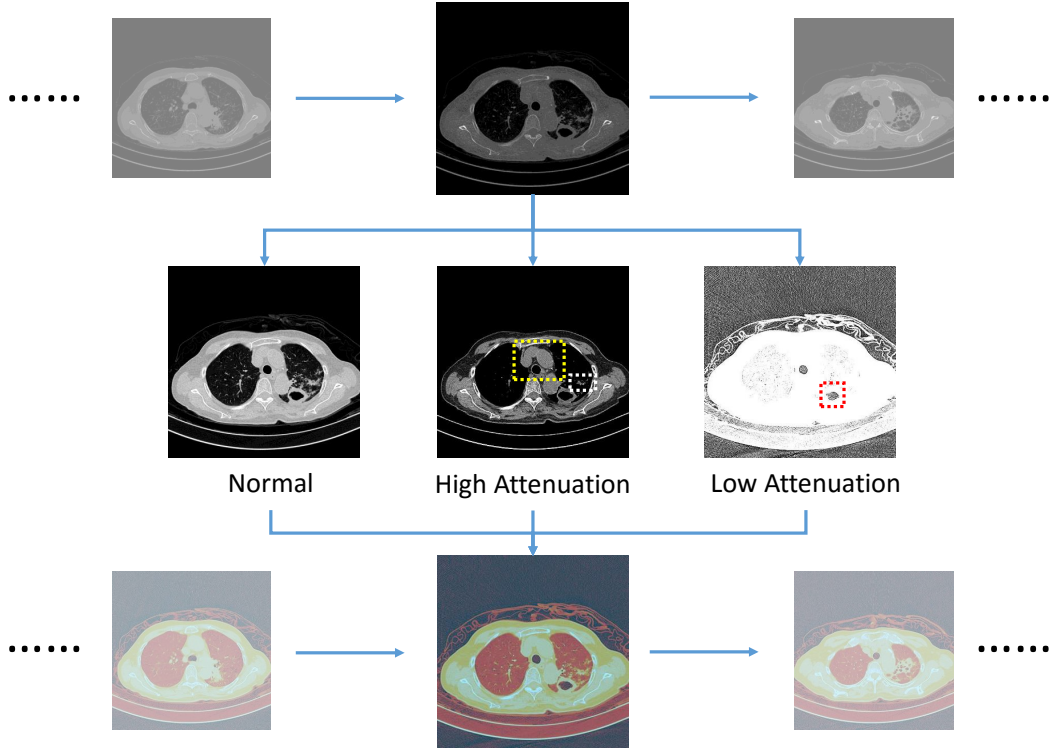 ......
......
Normal
High Attenuation
Low Attenuation
......
......